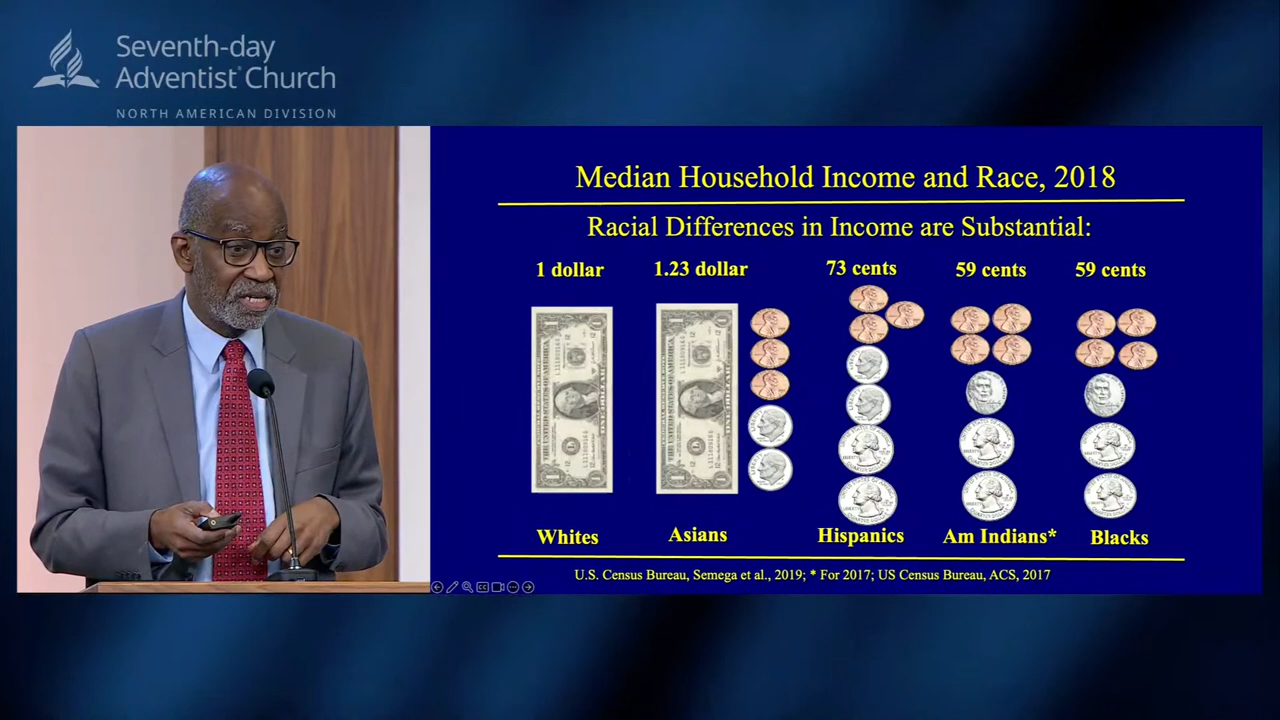 Seventh-day
Adventist® Church
NORTH AMERICAN DIVISION
Median Household Income and Race, 2018
Racial Differences in Income are Substantial:
1 dollar
1.23 dollar
73 cents
59 cents
59 cents
Whites
Asians
Hispanics
Am Indians*
Blacks
U.S. Census Bureau, Semega et al., 2019; * For 2017; US Census Bureau, ACS, 2017